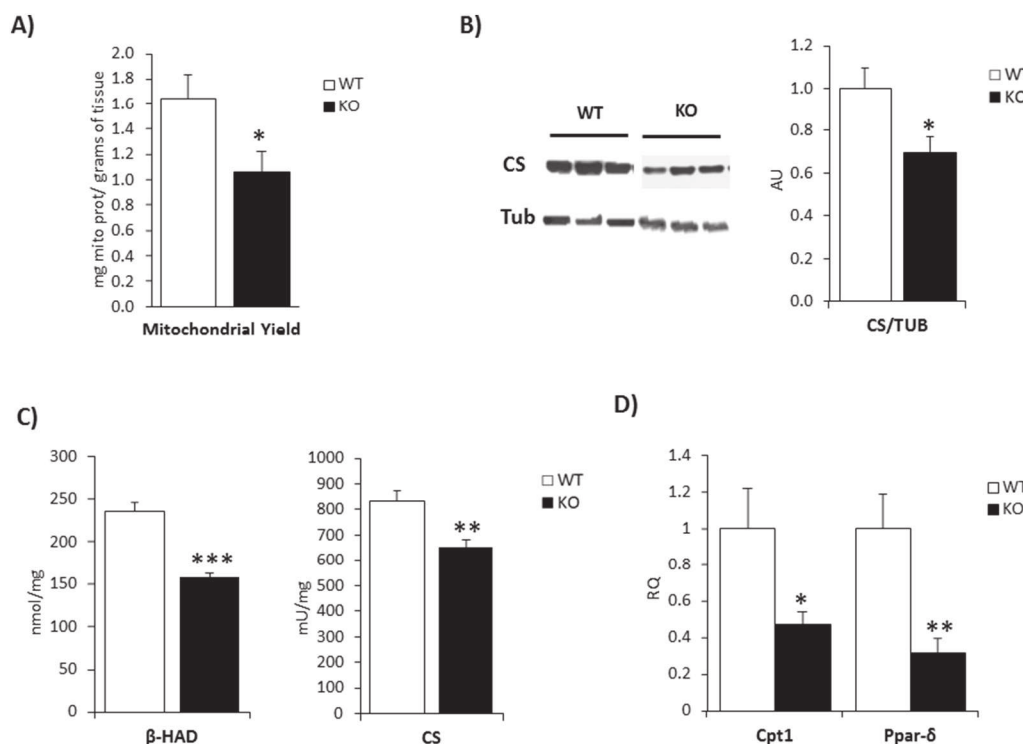 A)
mg mito prot/ grams of tissue
2.0
1.8
1.6
1.4
1.2
1.0
0.8
0.6
0.4
0.2
0.0
*
WT
KO
Mitochondrial Yield
B)
WT
KO
CS
Tub
AU
1.2
1.0
0.8
0.6
0.4
0.2
0.0
*
WT
KO
CS/TUB
C)
nmol/mg
300
250
200
150
100
50
0
***
β-HAD
mU/mg
1000
900
800
700
600
500
400
300
200
100
0
**
WT
KO
CS
D)
RQ
1.4
1.2
1
0.8
0.6
0.4
0.2
0
*
**
WT
KO
Cpt1 Ppar-δ